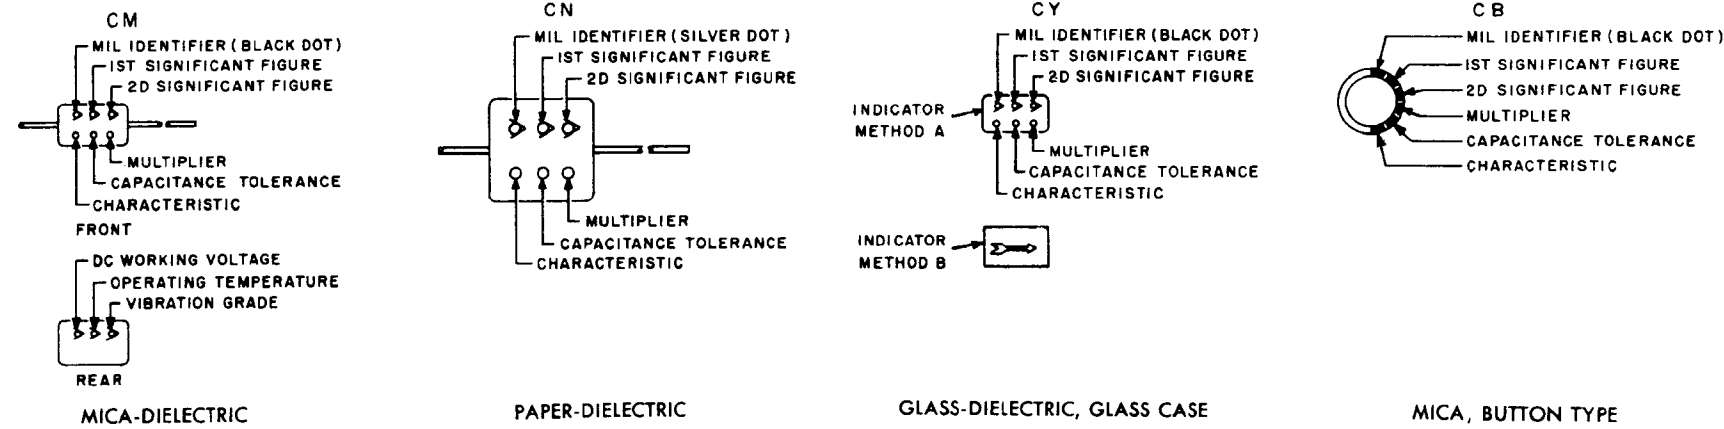 CM
MIL IDENTIFIER (BLACK DOT)
1ST SIGNIFICANT FIGURE
2D SIGNIFICANT FIGURE
MULTIPLIER
CAPACITANCE TOLERANCE
CHARACTERISTIC
FRONT
DC WORKING VOLTAGE
OPERATING TEMPERATURE
VIBRATION GRADE
REAR
MICA-DIELECTRIC
CN
MIL IDENTIFIER (SILVER DOT)
1ST SIGNIFICANT FIGURE
2D SIGNIFICANT FIGURE
MULTIPLIER
CAPACITANCE TOLERANCE
CHARACTERISTIC
PAPER-DIELECTRIC
CY
MIL IDENTIFIER (BLACK DOT)
1ST SIGNIFICANT FIGURE
2D SIGNIFICANT FIGURE
INDICATOR
METHOD A
MULTIPLIER
CAPACITANCE TOLERANCE
CHARACTERISTIC
INDICATOR
METHOD B
GLASS-DIELECTRIC, GLASS CASE
CB
MIL IDENTIFIER (BLACK DOT)
1ST SIGNIFICANT FIGURE
2D SIGNIFICANT FIGURE
MULTIPLIER
CAPACITANCE TOLERANCE
CHARACTERISTIC
MICA, BUTTON TYPE